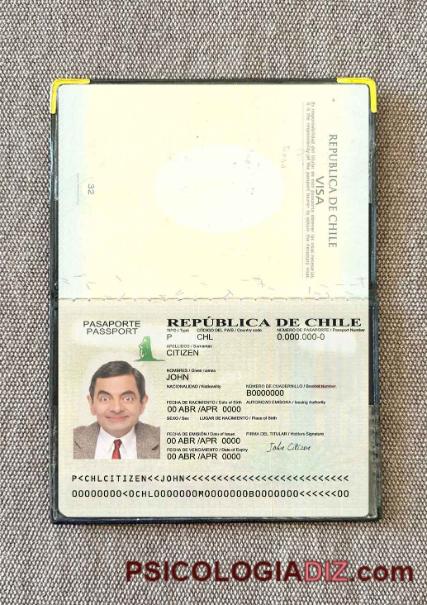 32
REPUBLICA DE CHILE
VISA
PASAPORTE
PASSPORT
REPÚBLICA DE CHILE
TIPO / Type CÓDIGO DEL PAIS / Country code NÚMERO DE PASAPORTE / Passport Number
P CHL 0.000.000-0
APELLIDOS / Surname
CITIZEN
NOMBRES / Given names
JOHN
NACIONALIDAD / Nationality NÚMERO DE CUADERNILLO / Booklet Number
B0000000
FECHA DE NACIMIENTO / Date of Birth AUTORIDAD EMISORA / Issuing Authority
00 ABR /APR 0000
SEXO / Sex LUGAR DE NACIMIENTO / Place of Birth
FECHA DE EMISIÓN / Date of Issue FIRMA DEL TITULAR / Holders Signature
00 ABR /APR 0000
FECHA DE VENCIMIENTO / Date of Expiry
00 ABR /APR 0000
John Citizen
P<CHLCITIZEN<<JOHN<<<<<<<<<<<<<<<<<<<<<<<<<<
00000000<0CHL0000000M0000000B0000000<<<<<<00
PSICOLOGIADIZ.com